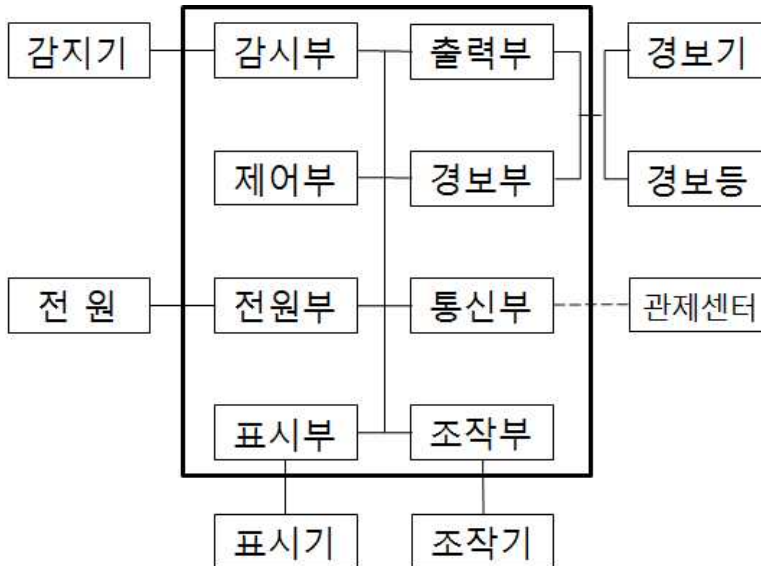 감지기 감시부 출력부 경보기
제어부 경보부 경보등
전 원 전원부 통신부 관제센터
표시부 조작부
표시기 조작기